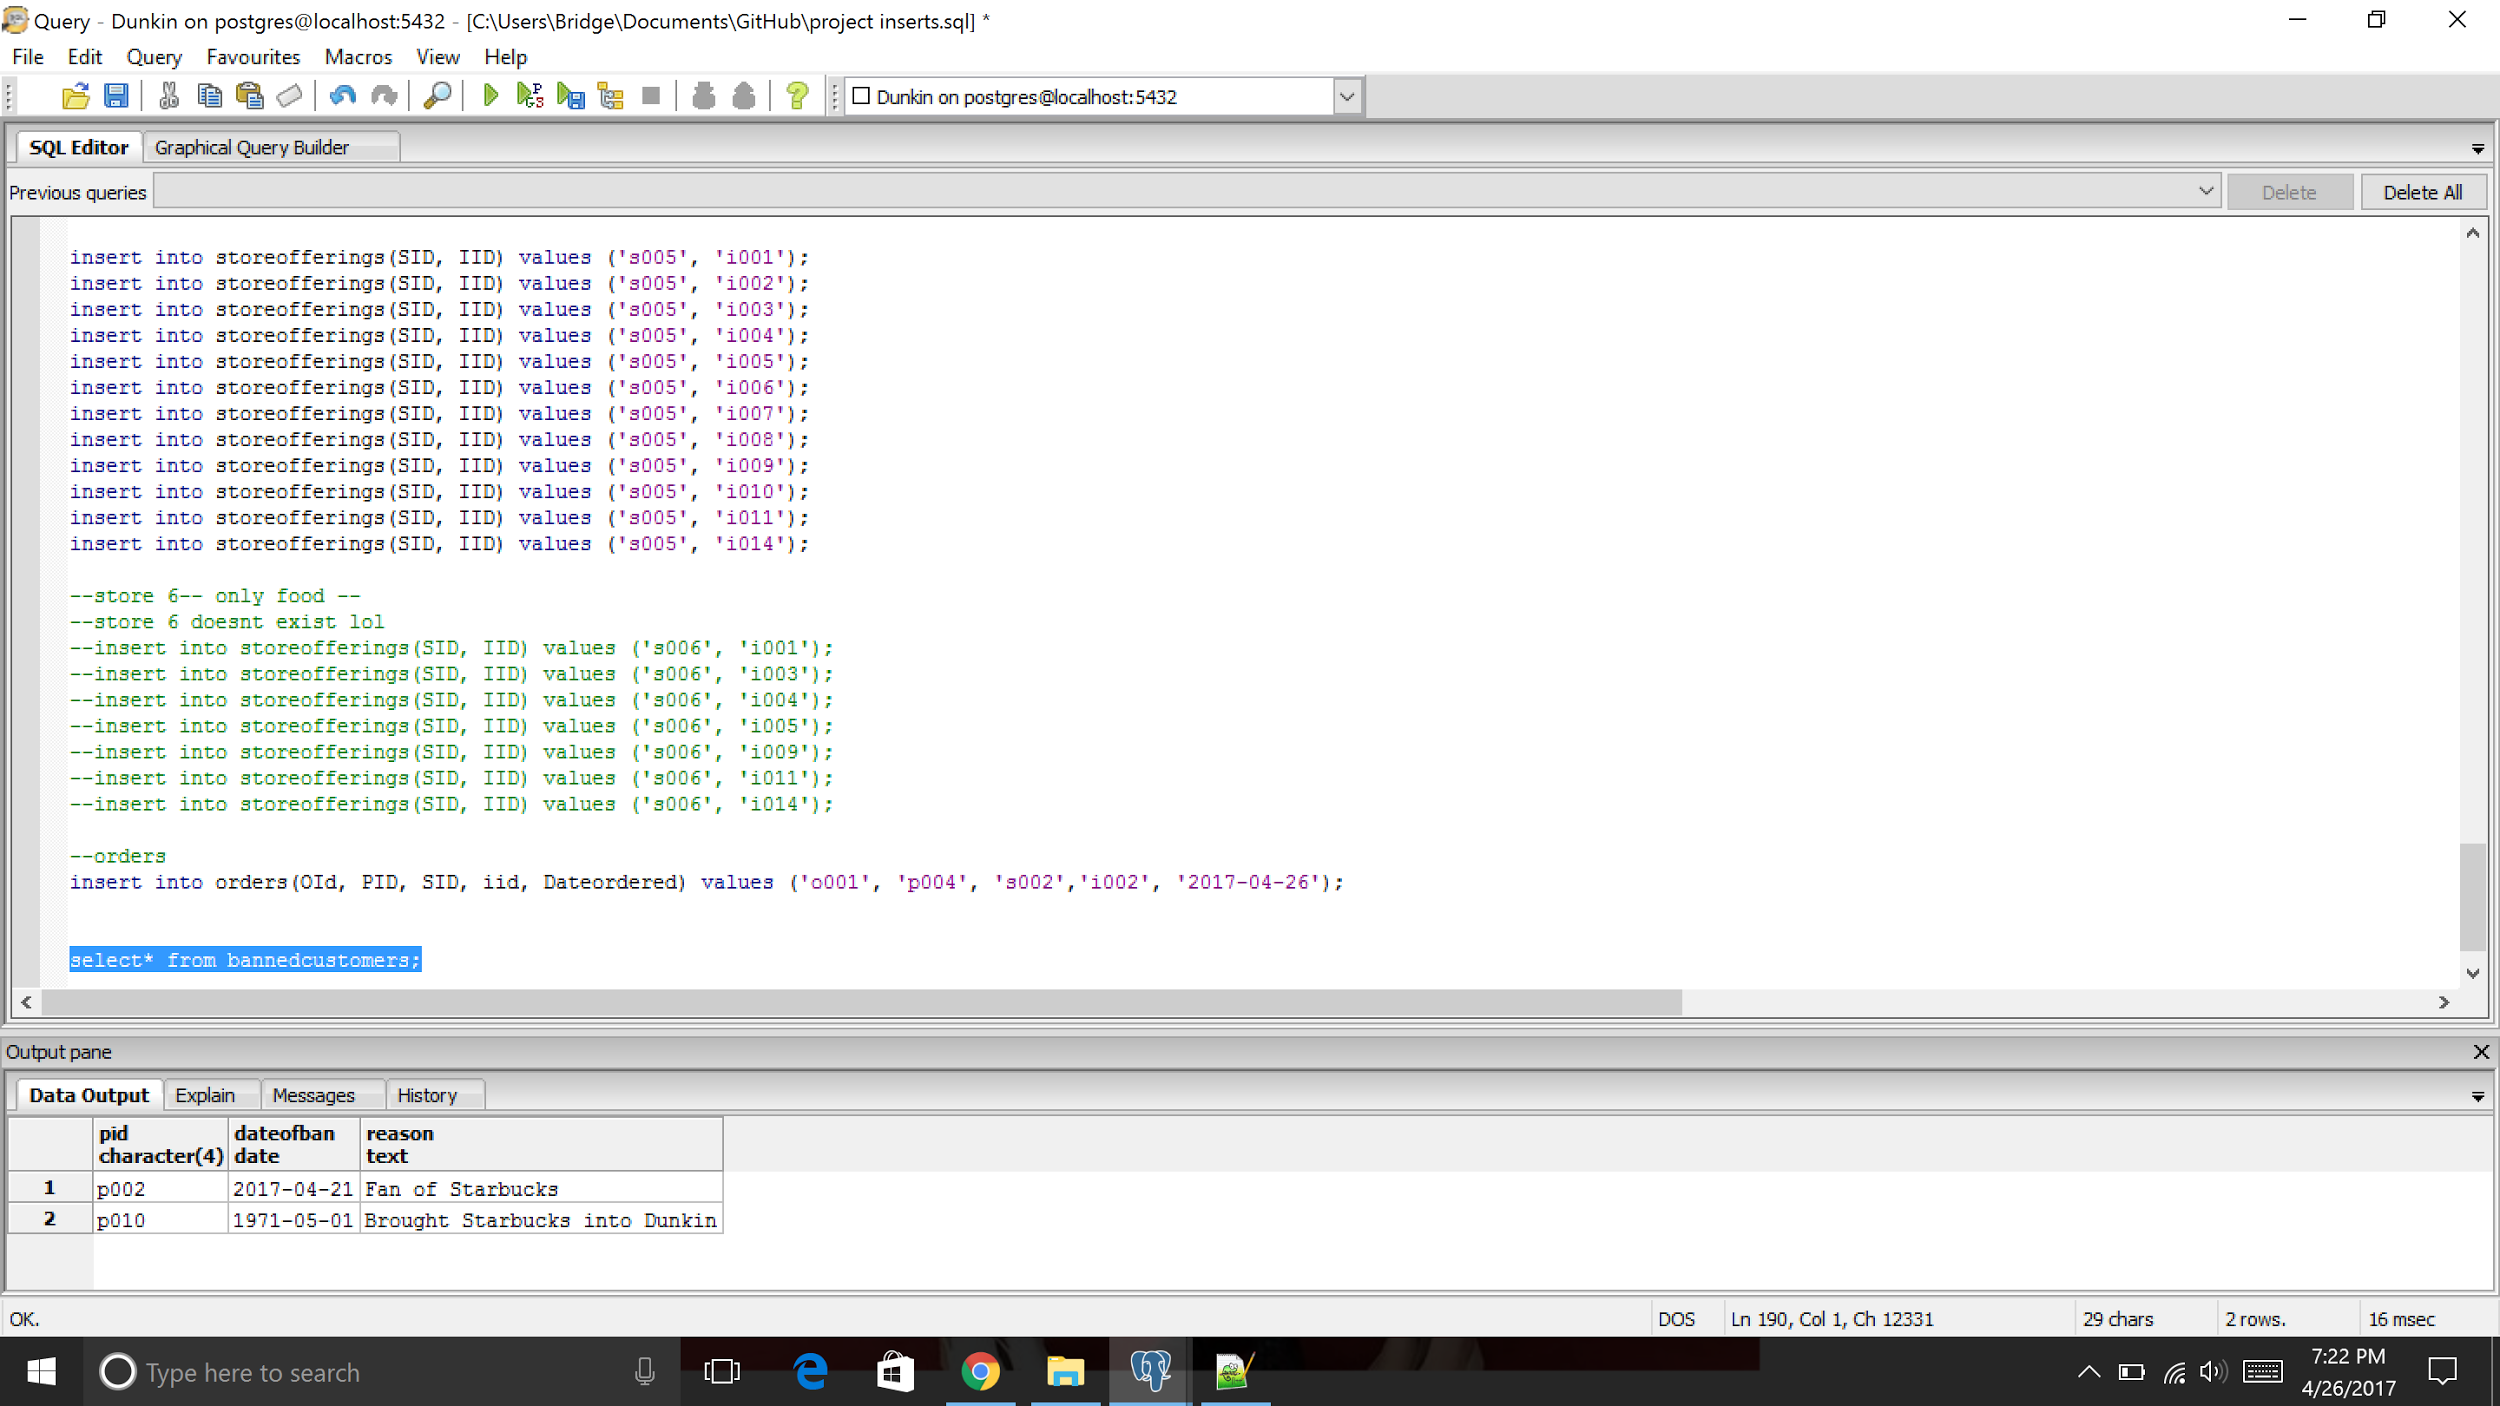 Query - Dunkin on postgres@localhost:5432 - [C:\Users\Bridge\Documents\GitHub\project inserts.sql] *
File Edit Query Favourites Macros View Help
Dunkin on postgres@localhost:5432
SQL Editor Graphical Query Builder
Previous queries Delete Delete All
insert into storeofferings(SID, IID) values ('s005', 'i001');
insert into storeofferings(SID, IID) values ('s005', 'i002');
insert into storeofferings(SID, IID) values ('s005', 'i003');
insert into storeofferings(SID, IID) values ('s005', 'i004');
insert into storeofferings(SID, IID) values ('s005', 'i005');
insert into storeofferings(SID, IID) values ('s005', 'i006');
insert into storeofferings(SID, IID) values ('s005', 'i007');
insert into storeofferings(SID, IID) values ('s005', 'i008');
insert into storeofferings(SID, IID) values ('s005', 'i009');
insert into storeofferings(SID, IID) values ('s005', 'i010');
insert into storeofferings(SID, IID) values ('s005', 'i011');
insert into storeofferings(SID, IID) values ('s005', 'i014');
--store 6-- only food --
--store 6 doesnt exist lol
--insert into storeofferings(SID, IID) values ('s006', 'i001');
--insert into storeofferings(SID, IID) values ('s006', 'i003');
--insert into storeofferings(SID, IID) values ('s006', 'i004');
--insert into storeofferings(SID, IID) values ('s006', 'i005');
--insert into storeofferings(SID, IID) values ('s006', 'i009');
--insert into storeofferings(SID, IID) values ('s006', 'i011');
--insert into storeofferings(SID, IID) values ('s006', 'i014');
--orders
insert into orders(OId, PID, SID, iid, Dateordered) values ('o001', 'p004', 's002','i002', '2017-04-26');
select* from bannedcustomers;
Output pane
Data Output Explain Messages History
pid dateofban reason
character(4) date text
1 p002 2017-04-21 Fan of Starbucks
2 p010 1971-05-01 Brought Starbucks into Dunkin
OK. DOS Ln 190, Col 1, Ch 12331 29 chars 2 rows. 16 msec
Type here to search
7:22 PM
4/26/2017